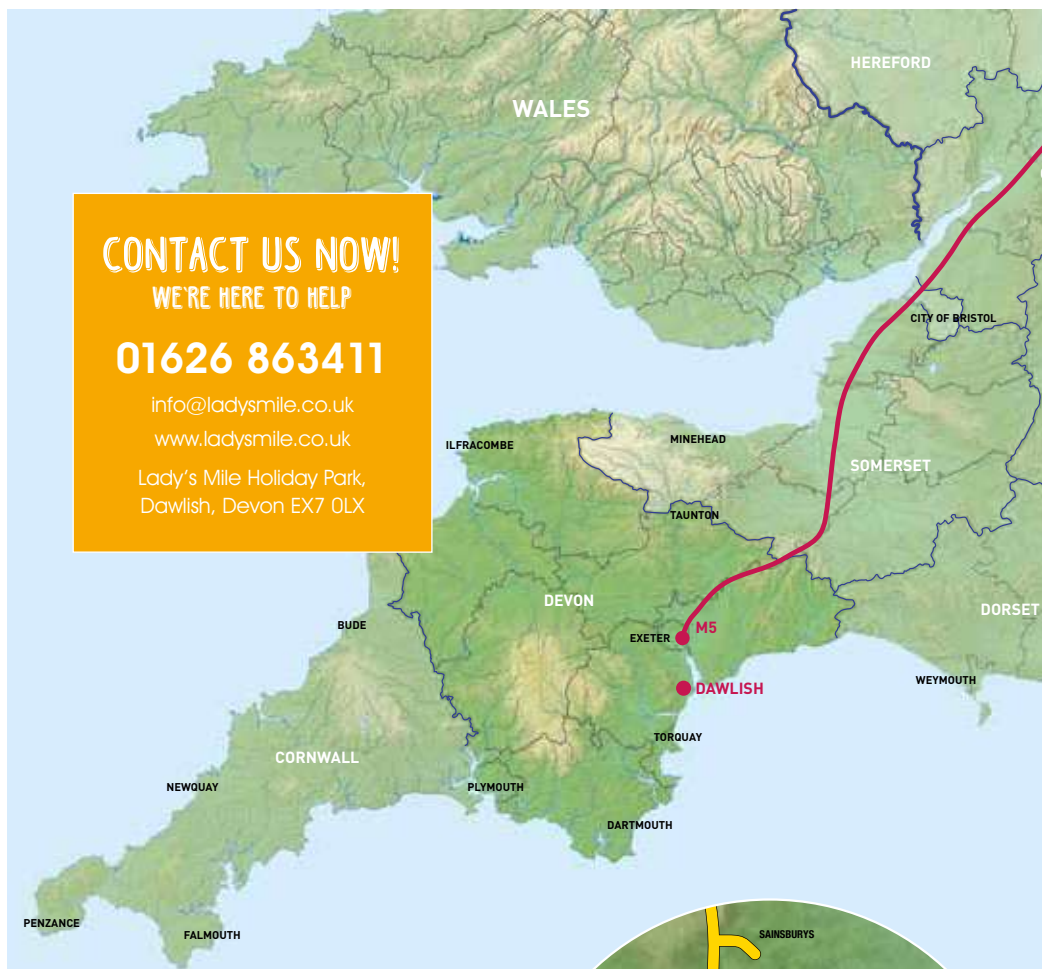 HEREFORD
WALES
CONTACT US NOW!
WE'RE HERE TO HELP
01626 863411
info@ladysmile.co.uk
www.ladysmile.co.uk
Lady's Mile Holiday Park,
Dawlish, Devon EX7 0LX
CITY OF BRISTOL
ILFRACOMBE
MINEHEAD
SOMERSET
TAUNTON
DEVON
DORSET
BUDE
EXETER
M5
WEYMOUTH
DAWLISH
TORQUAY
CORNWALL
NEWQUAY
PLYMOUTH
DARTMOUTH
PENZANCE
FALMOUTH
SAINSBURYS